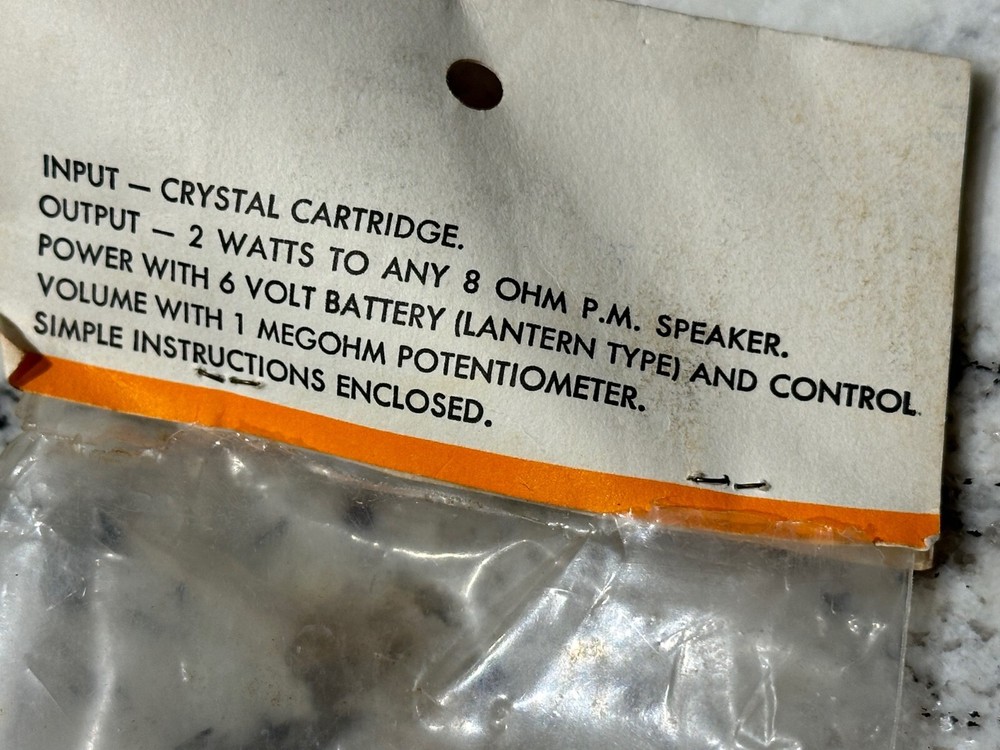 INPUT — CRYSTAL CARTRIDGE.
OUTPUT — 2 WATTS TO ANY 8 OHM P.M. SPEAKER.
POWER WITH 6 VOLT BATTERY (LANTERN TYPE) AND CONTROL
VOLUME WITH 1 MEGOHM POTENTIOMETER.
SIMPLE INSTRUCTIONS ENCLOSED.